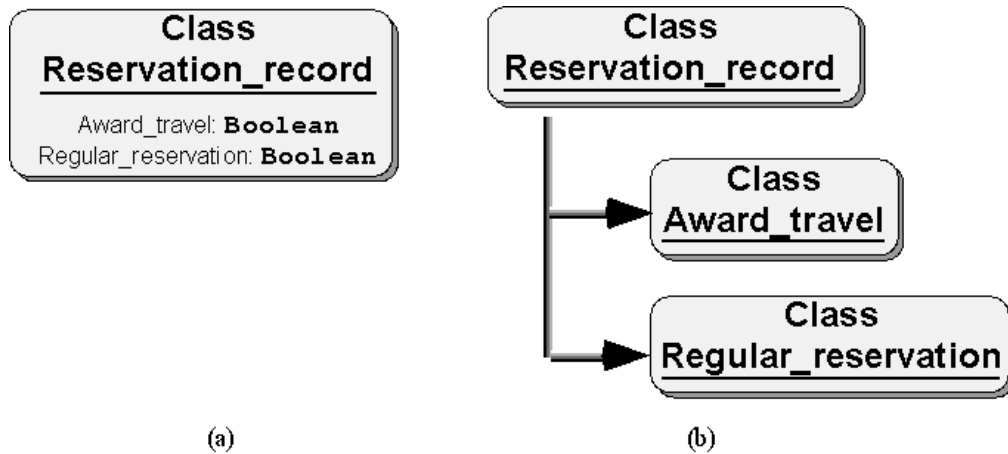 Class
Reservation_record
Award_travel: Boolean
Regular_reservation: Boolean
(a)
Class
Reservation_record
Class
Award_travel
Class
Regular_reservation
(b)